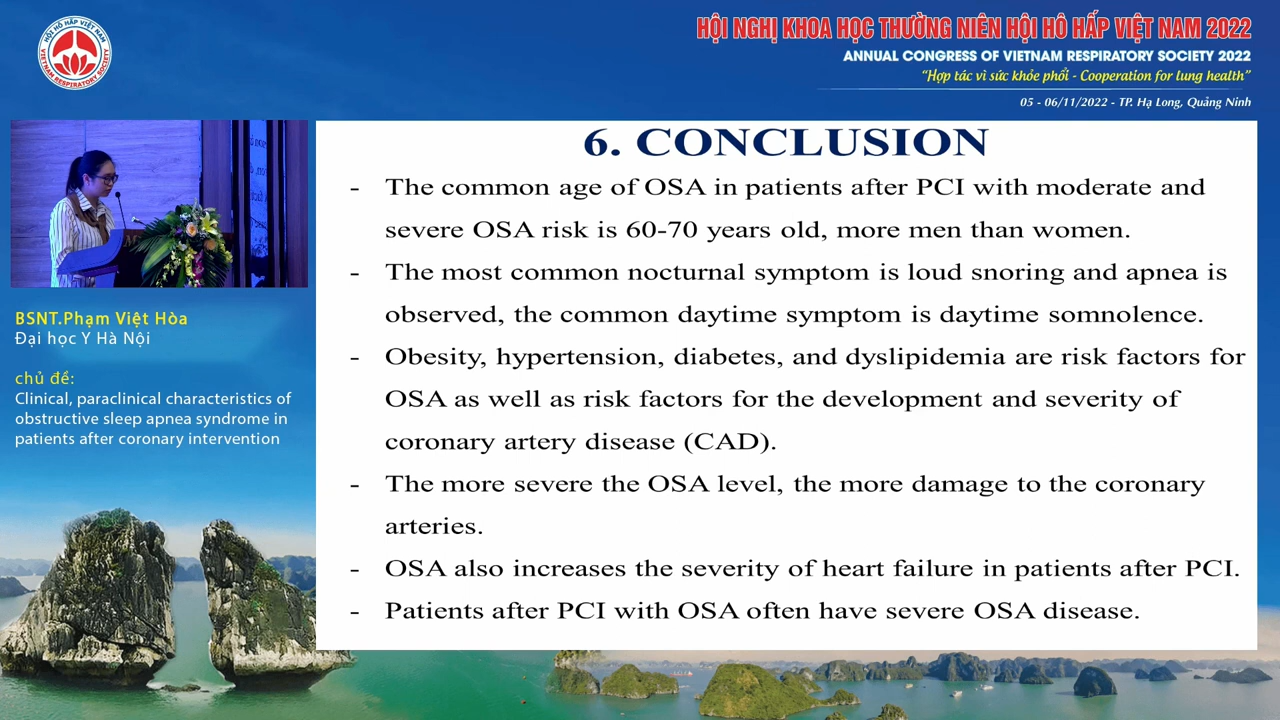 HỘI HÔ HẤP VIỆT NAM
VIETNAM RESPIRATORY SOCIETY
HỘI NGHỊ KHOA HỌC THƯỜNG NIÊN HỘI HÔ HẤP VIỆT NAM 2022
ANNUAL CONGRESS OF VIETNAM RESPIRATORY SOCIETY 2022
“Hợp tác vì sức khỏe phổi - Cooperation for lung health”
05 - 06/11/2022 - TP. Hạ Long, Quảng Ninh
BSNT.Phạm Việt Hòa
Đại học Y Hà Nội
chủ đề:
Clinical, paraclinical characteristics of
obstructive sleep apnea syndrome in
patients after coronary intervention
6. CONCLUSION
- The common age of OSA in patients after PCI with moderate and
severe OSA risk is 60-70 years old, more men than women.
- The most common nocturnal symptom is loud snoring and apnea is
observed, the common daytime symptom is daytime somnolence.
- Obesity, hypertension, diabetes, and dyslipidemia are risk factors for
OSA as well as risk factors for the development and severity of
coronary artery disease (CAD).
- The more severe the OSA level, the more damage to the coronary
arteries.
- OSA also increases the severity of heart failure in patients after PCI.
- Patients after PCI with OSA often have severe OSA disease.